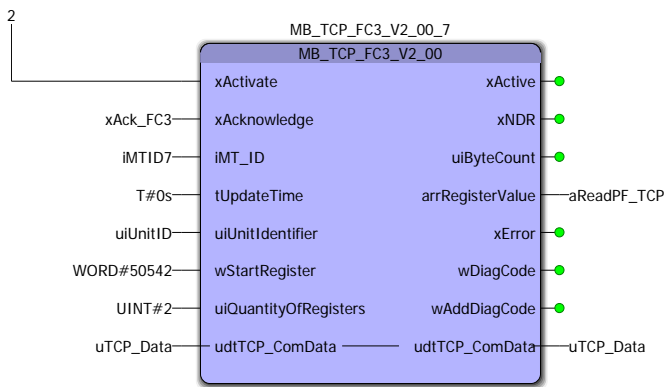 2
MB_TCP_FC3_V2_00_7
MB_TCP_FC3_V2_00
xActivate xActive
xAck_FC3 xAcknowledge xNDR
iMTID7 iMT_ID uiByteCount
T#0s tUpdateTime arrRegisterValue aReadPF_TCP
uiUnitID uiUnitIdentifier xError
WORD#50542 wStartRegister wDiagCode
UINT#2 uiQuantityOfRegisters wAddDiagCode
uTCP_Data udtTCP_ComData udtTCP_ComData uTCP_Data